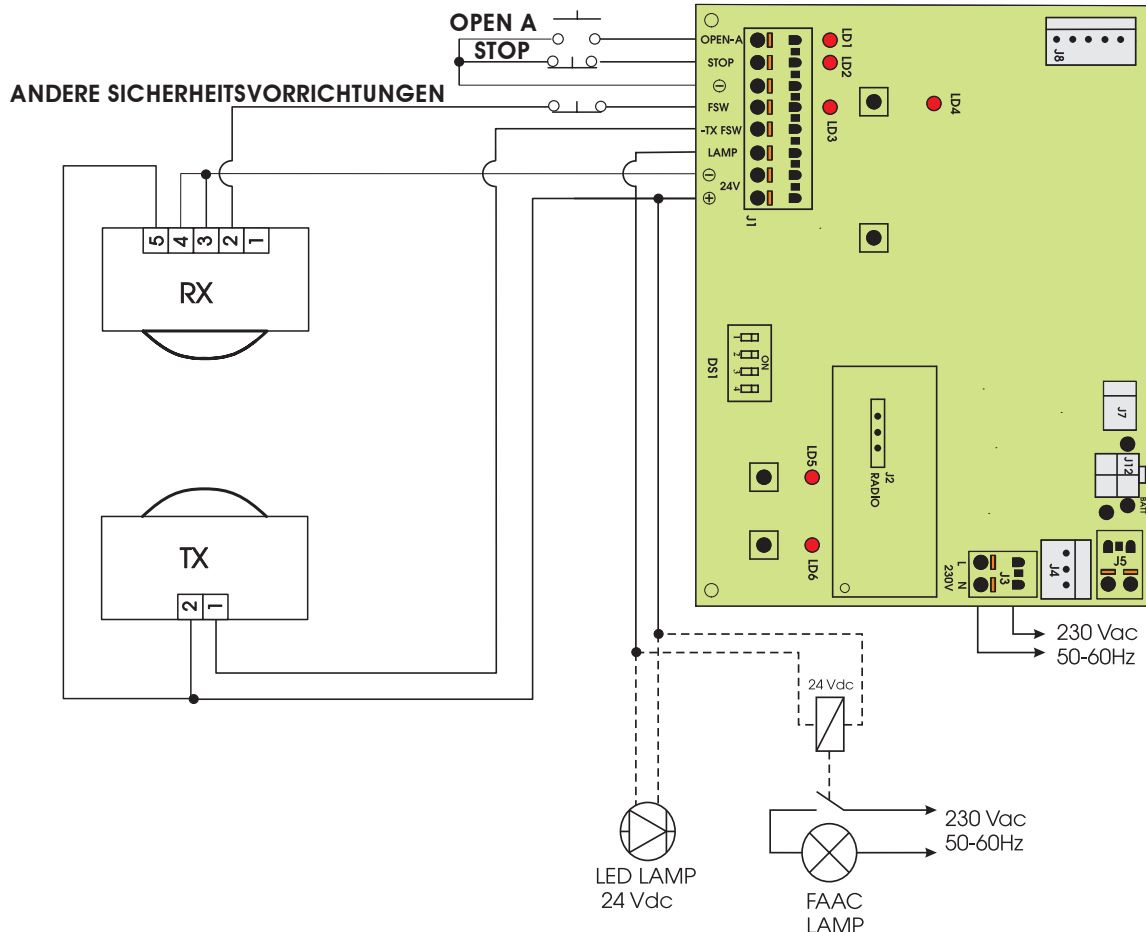 OPEN A
STOP
ANDERE SICHERHEITSVORRICHTUNGEN
OPEN-A
STOP
⊖
FSW
-TX FSW
LAMP
⊖
24V
⊕
J1
LD1
LD2
LD3
LD4
J8
5 4 3 2 1
RX
TX
2 1
DS1
1
2
3
4
ON
LD5
LD6
J2
RADIO
J7
J12
BATT
J5
J4
J3
L
N
230V
230 Vac
50-60Hz
24 Vdc
230 Vac
50-60Hz
LED LAMP
24 Vdc
FAAC
LAMP